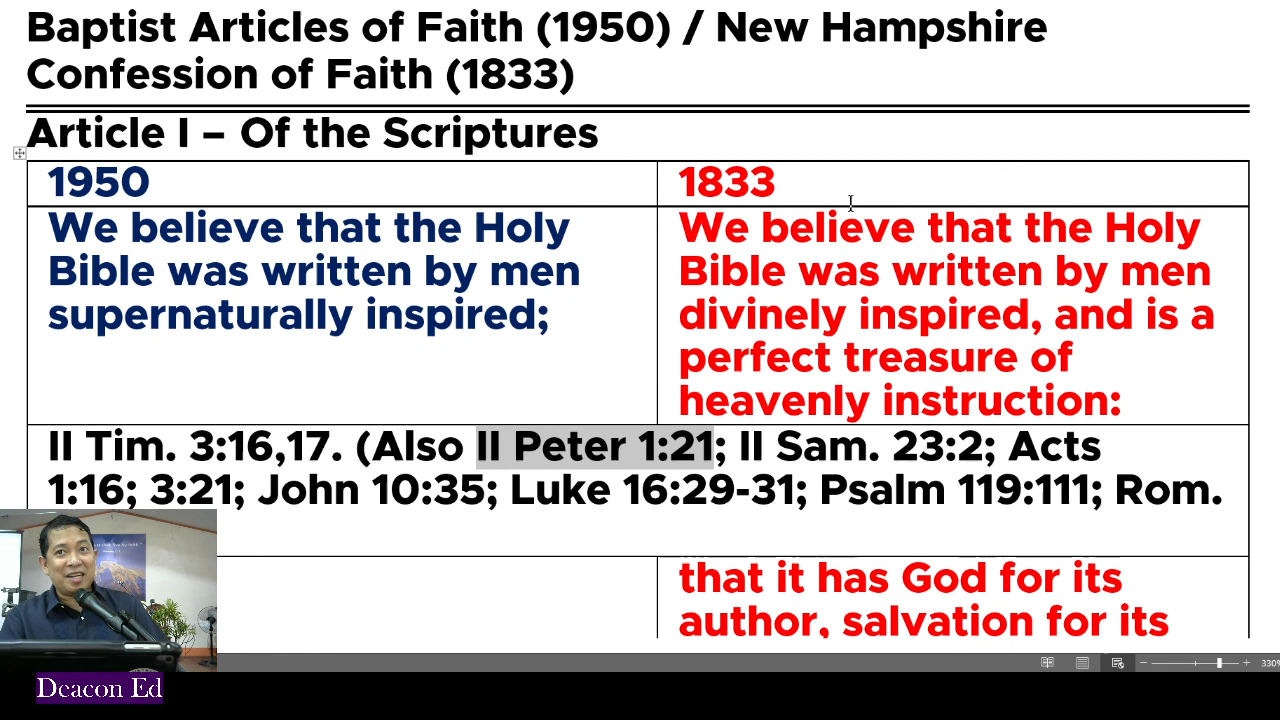 Baptist Articles of Faith (1950) / New Hampshire
Confession of Faith (1833)
Article I – Of the Scriptures
1950
1833
We believe that the Holy
Bible was written by men
supernaturally inspired;
We believe that the Holy
Bible was written by men
divinely inspired, and is a
perfect treasure of
heavenly instruction:
II Tim. 3:16,17. (Also II Peter 1:21; II Sam. 23:2; Acts
1:16; 3:21; John 10:35; Luke 16:29-31; Psalm 119:111; Rom.
that it has God for its
author, salvation for its
330%
Deacon Ed